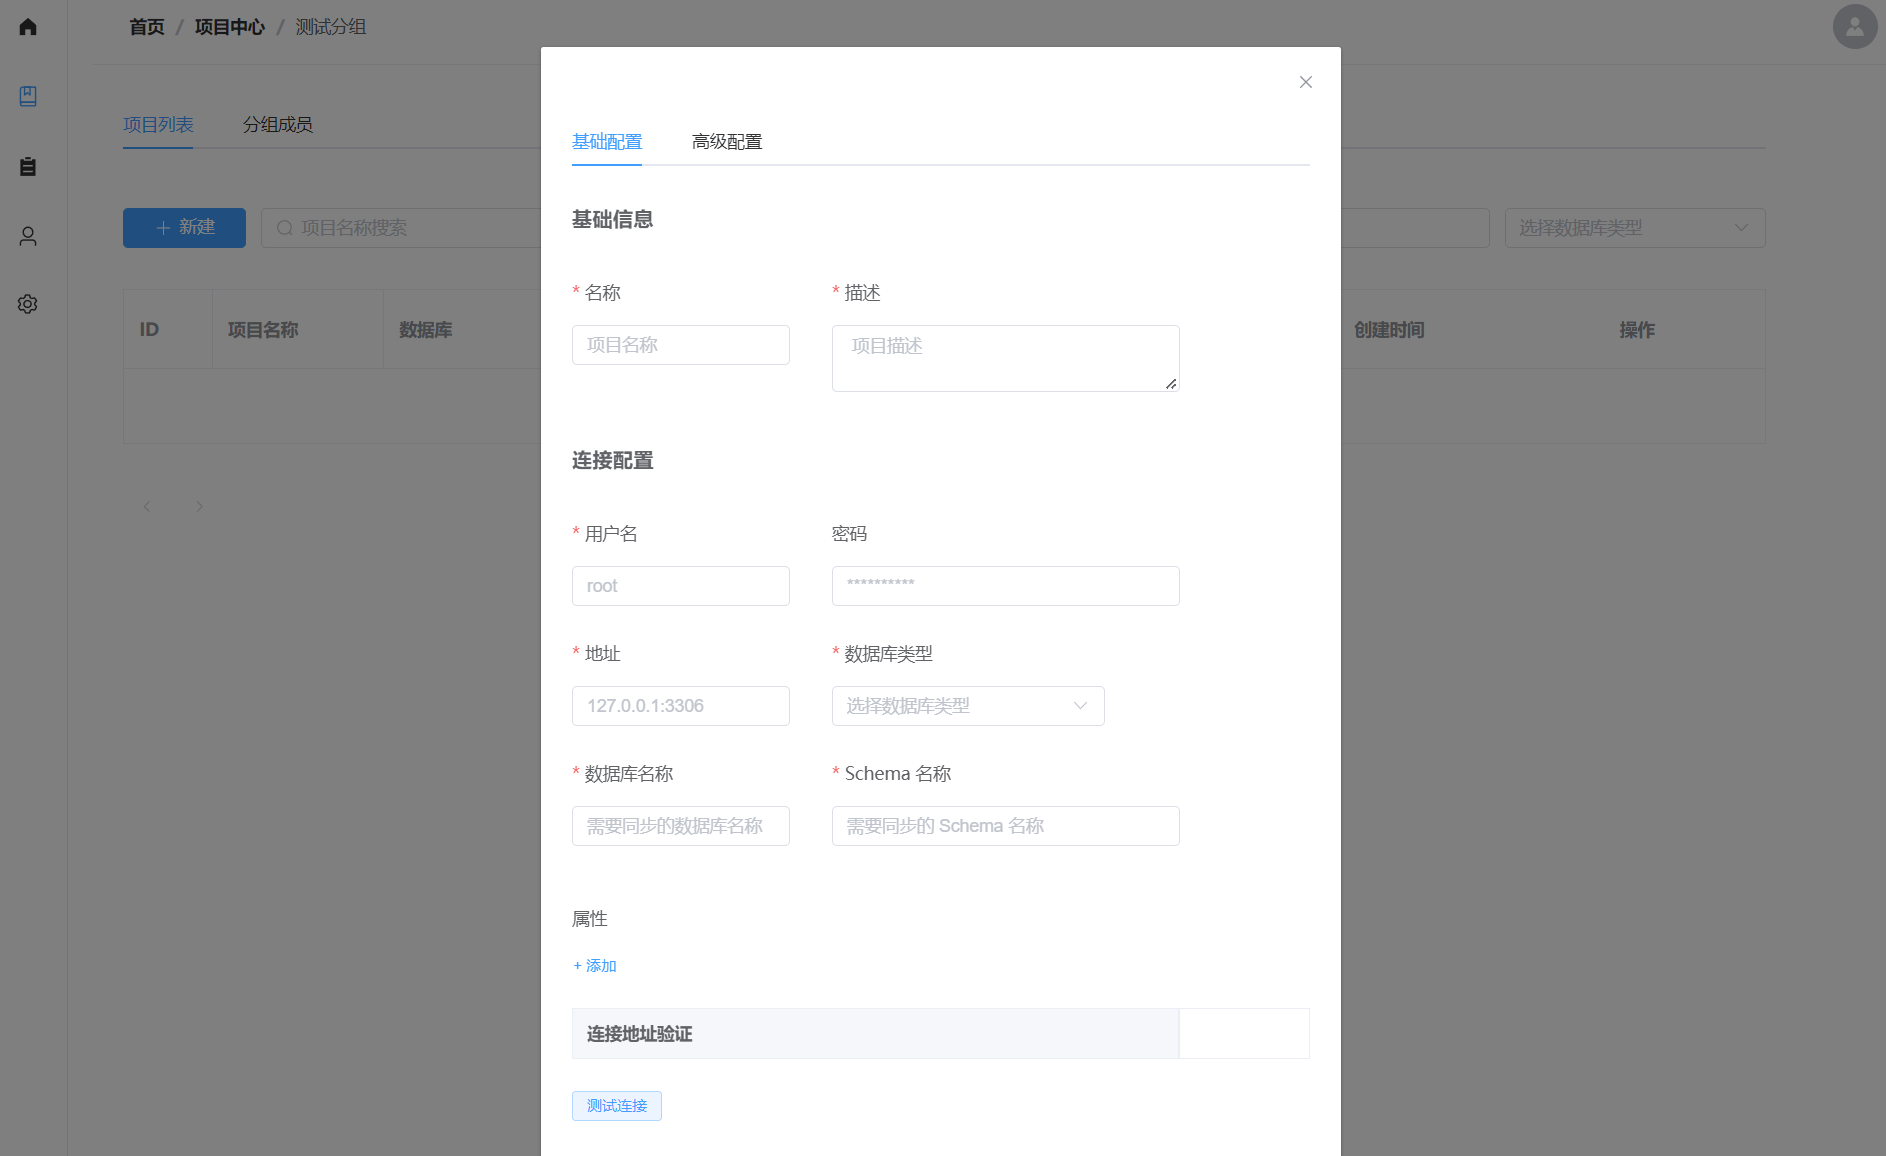 首页 / 项目中心 / 测试分组
项目列表 分组成员
+ 新建 项目名称搜索 选择数据库类型
ID 项目名称 数据库 创建时间 操作
基础配置 高级配置
基础信息
* 名称 * 描述
项目名称 项目描述
连接配置
* 用户名 密码
root **********
* 地址 * 数据库类型
127.0.0.1:3306 选择数据库类型
* 数据库名称 * Schema 名称
需要同步的数据库名称 需要同步的 Schema 名称
属性
+ 添加
连接地址验证
测试连接